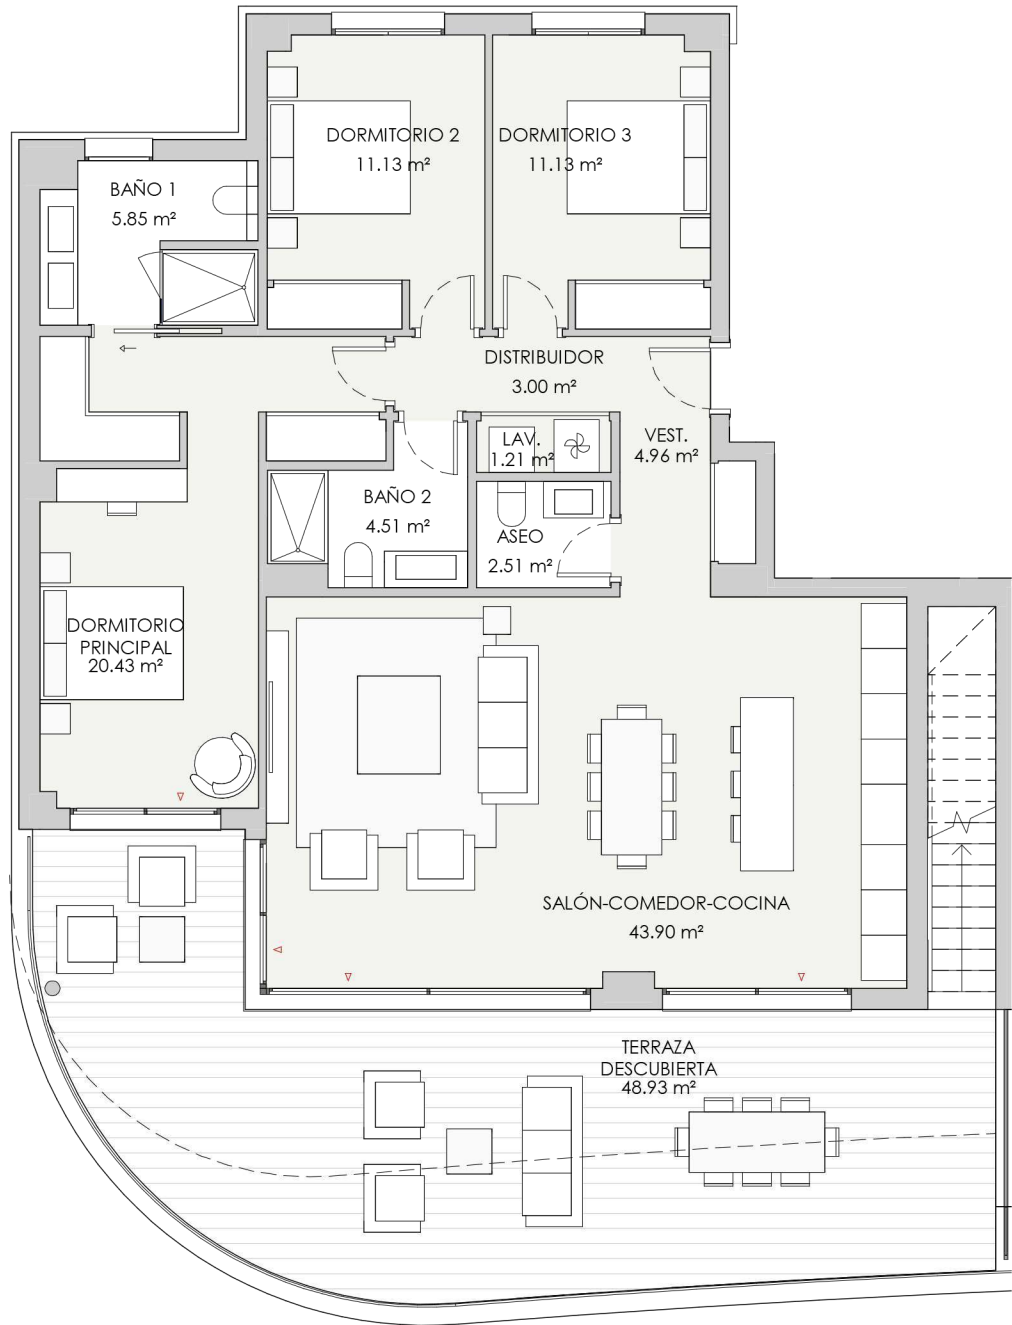 DORMITORIO 2
11.13 m²
DORMITORIO 3
11.13 m²
BAÑO 1
5.85 m²
DISTRIBUIDOR
3.00 m²
LAV.
1.21 m²
VEST.
4.96 m²
BAÑO 2
4.51 m²
ASEO
2.51 m²
DORMITORIO
PRINCIPAL
20.43 m²
SALÓN-COMEDOR-COCINA
43.90 m²
TERRAZA
DESCUBIERTA
48.93 m²